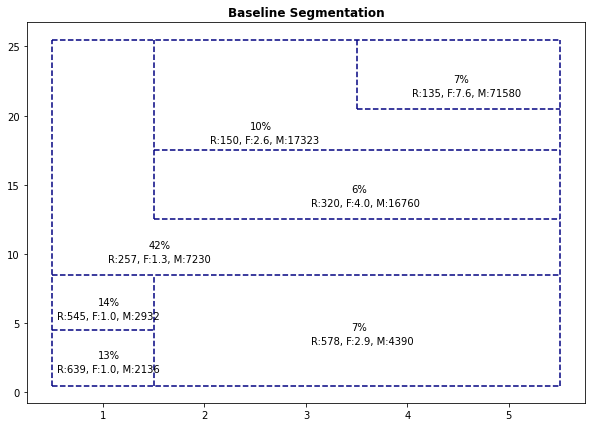 Baseline Segmentation
25
7%
R:135, F:7.6, M:71580
20
10%
R:150, F:2.6, M:17323
15
6%
R:320, F:4.0, M:16760
42%
R:257, F:1.3, M:7230
10
14%
R:545, F:1.0, M:2932
5
7%
R:578, F:2.9, M:4390
13%
R:639, F:1.0, M:2136
0
1 2 3 4 5